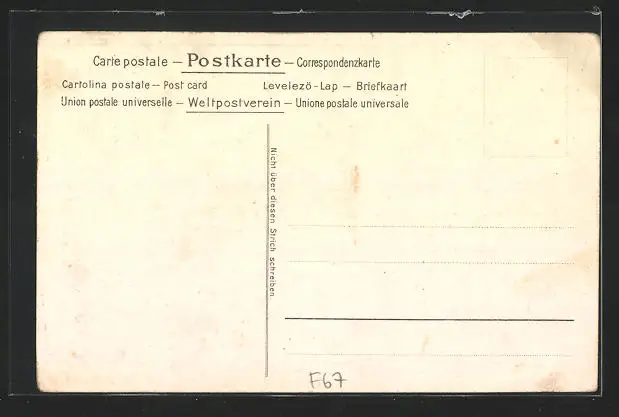 Carte postale – Postkarte – Correspondenzkarte
Cartolina postale – Post card Levelezö-Lap – Briefkaart
Union postale universelle – Weltpostverein – Unione postale universale
Nicht über diesen Strich schreiben.
F67